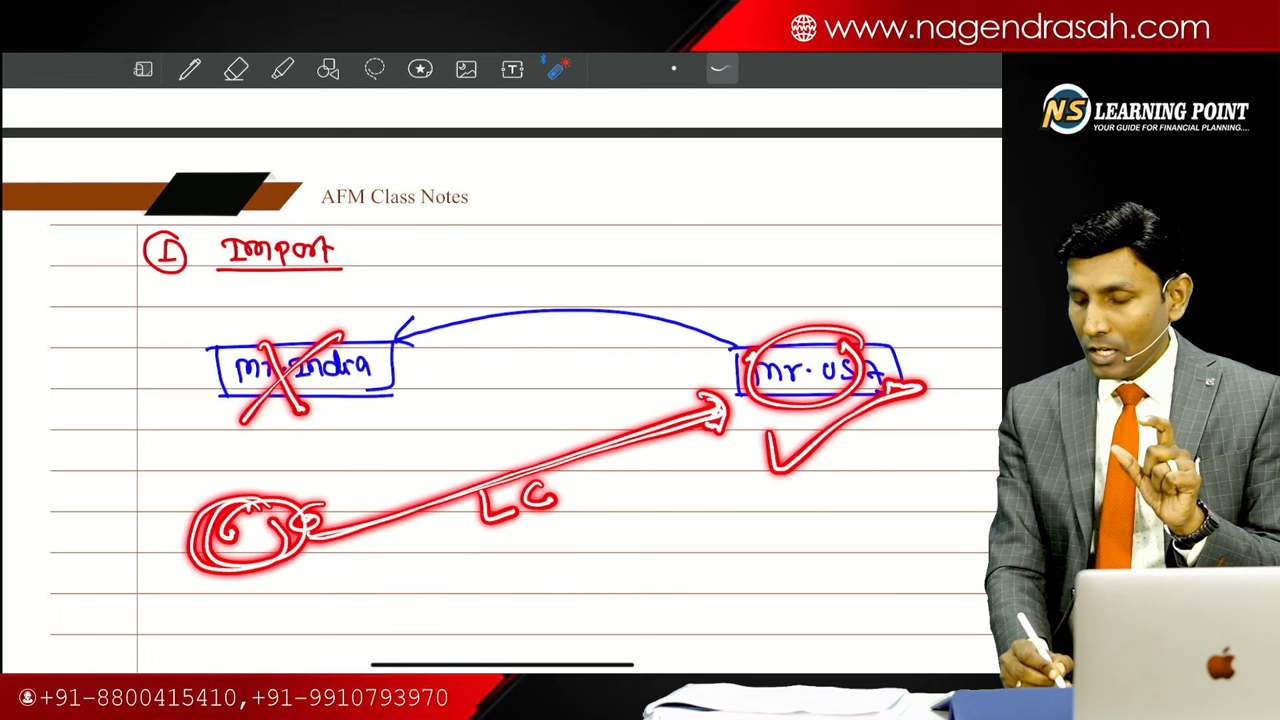 www.nagendrasah.com
NS LEARNING POINT
YOUR GUIDE FOR FINANCIAL PLANNING....
AFM Class Notes
I Import
Mr. India
Mr. USA
LC
+91-8800415410,+91-9910793970